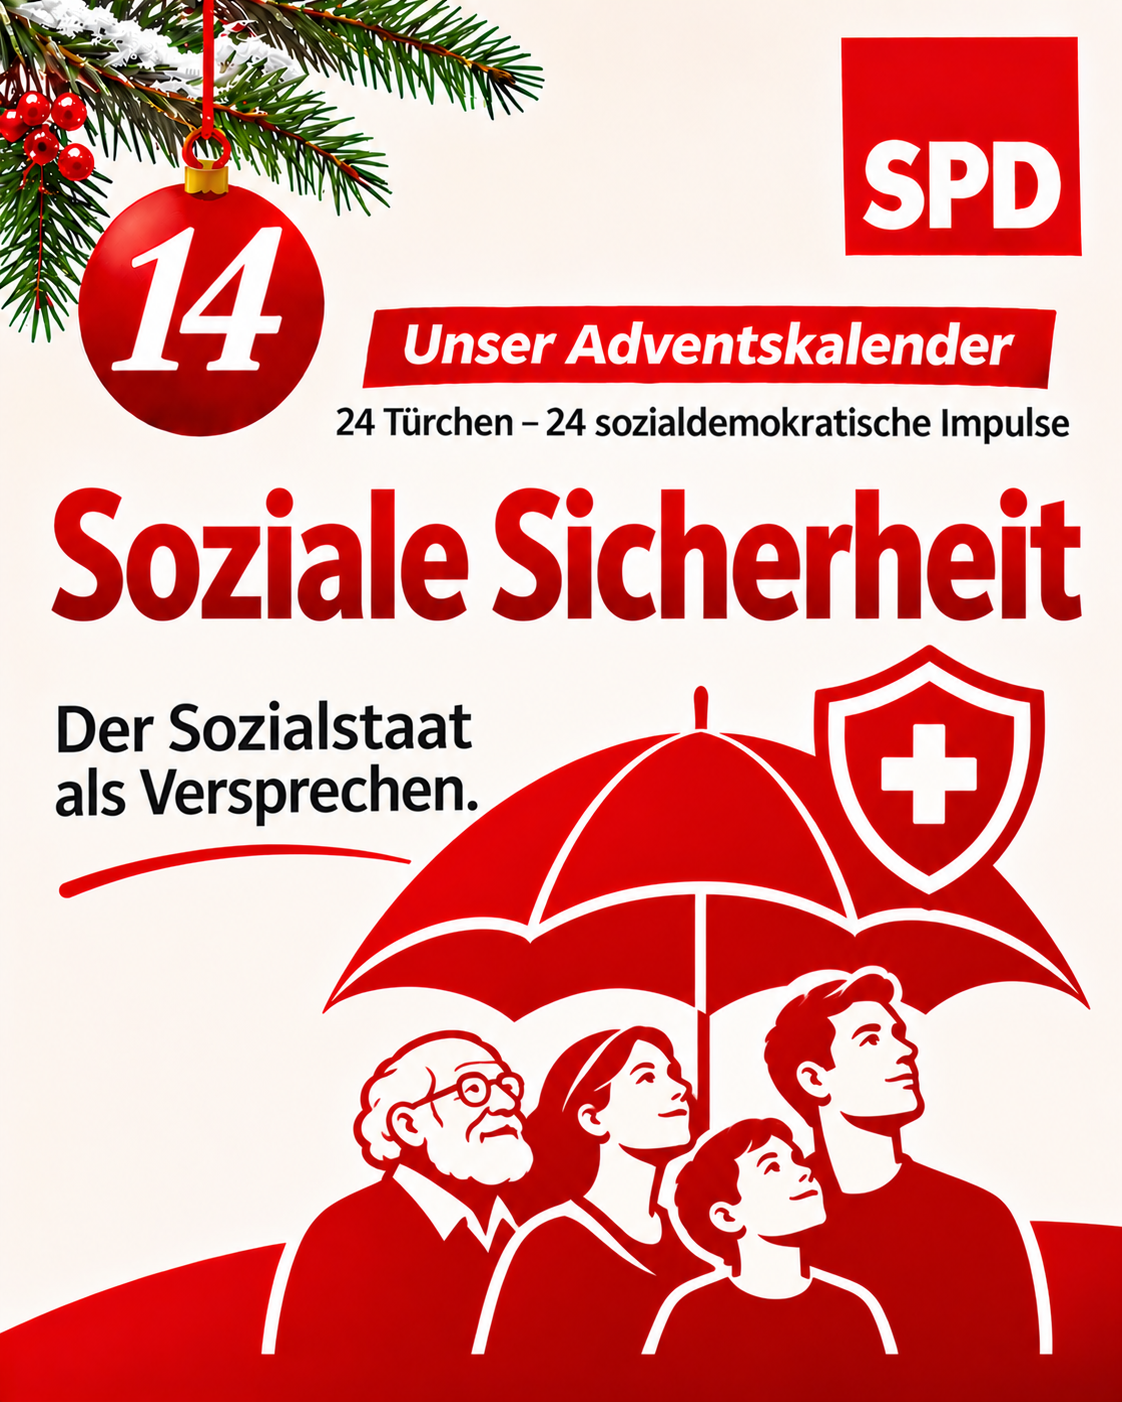 SPD
14
Unser Adventskalender
24 Türchen – 24 sozialdemokratische Impulse
Soziale Sicherheit
Der Sozialstaat
als Versprechen.